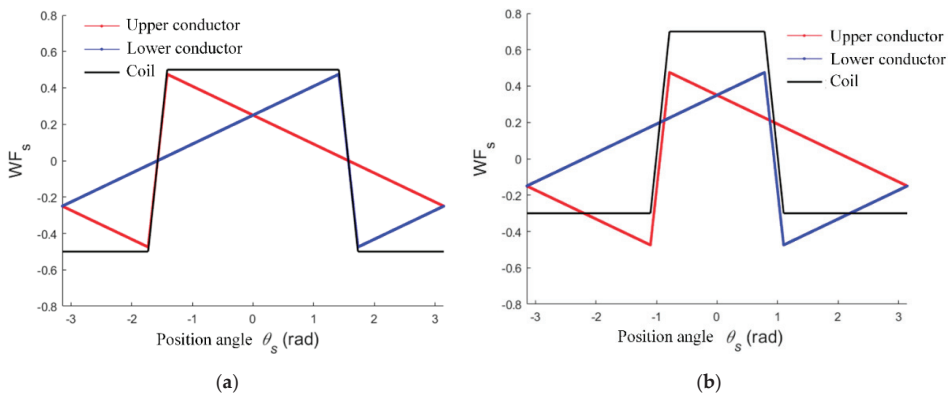 0.8
0.6
0.4
0.2
0
-0.2
-0.4
-0.6
-0.8
WFs
-3
-2
-1
0
1
2
3
Position angle θs (rad)
Upper conductor
Lower conductor
Coil
(a)
0.8
0.6
0.4
0.2
0
-0.2
-0.4
-0.6
-0.8
WFs
-3
-2
-1
0
1
2
3
Position angle θs (rad)
Upper conductor
Lower conductor
Coil
(b)